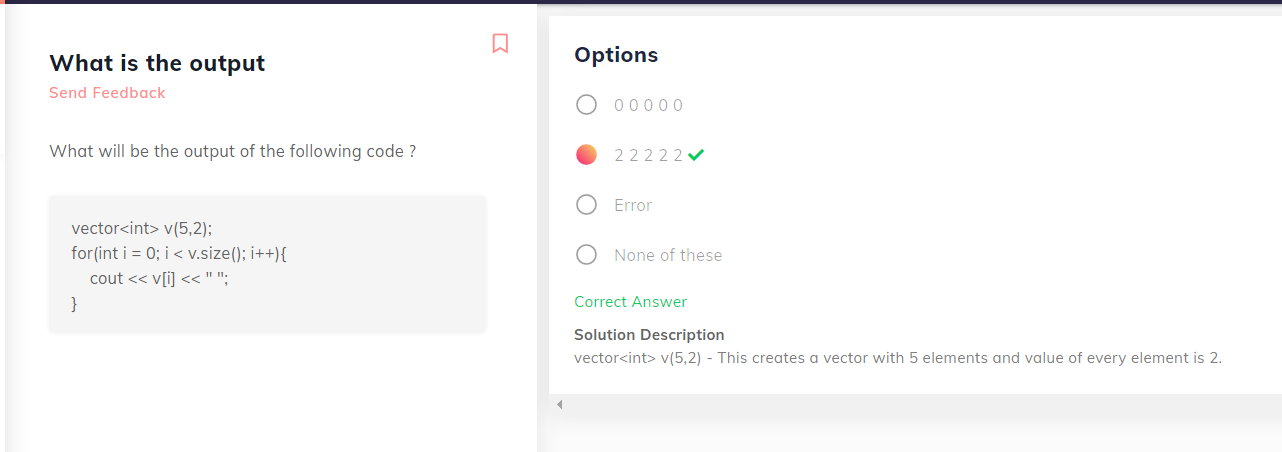 What is the output
Send Feedback
What will be the output of the following code ?
vector<int> v(5,2);
for(int i = 0; i < v.size(); i++){
    cout << v[i] << " ";
}
Options
0 0 0 0 0
2 2 2 2 2
Error
None of these
Correct Answer
Solution Description
vector<int> v(5,2) - This creates a vector with 5 elements and value of every element is 2.